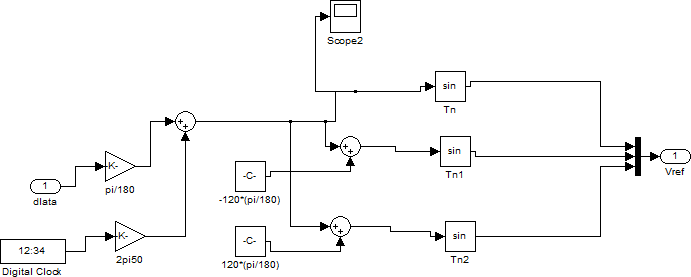 Scope2
sin
Tn
-K-
pi/180
1
dlata
-C-
-120*(pi/180)
sin
Tn1
1
Vref
12:34
Digital Clock
-K-
2pi50
-C-
120*(pi/180)
sin
Tn2